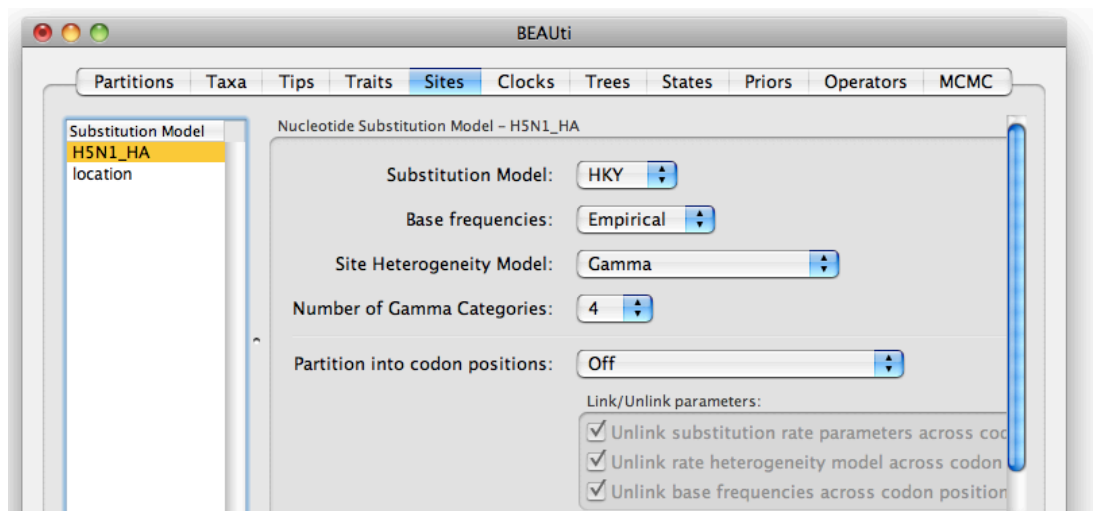 BEAUti
Partitions Taxa Tips Traits Sites Clocks Trees States Priors Operators MCMC
Substitution Model
H5N1_HA
location
Nucleotide Substitution Model – H5N1_HA
Substitution Model: HKY
Base frequencies: Empirical
Site Heterogeneity Model: Gamma
Number of Gamma Categories: 4
Partition into codon positions: Off
Link/Unlink parameters:
Unlink substitution rate parameters across cod
Unlink rate heterogeneity model across codon
Unlink base frequencies across codon position